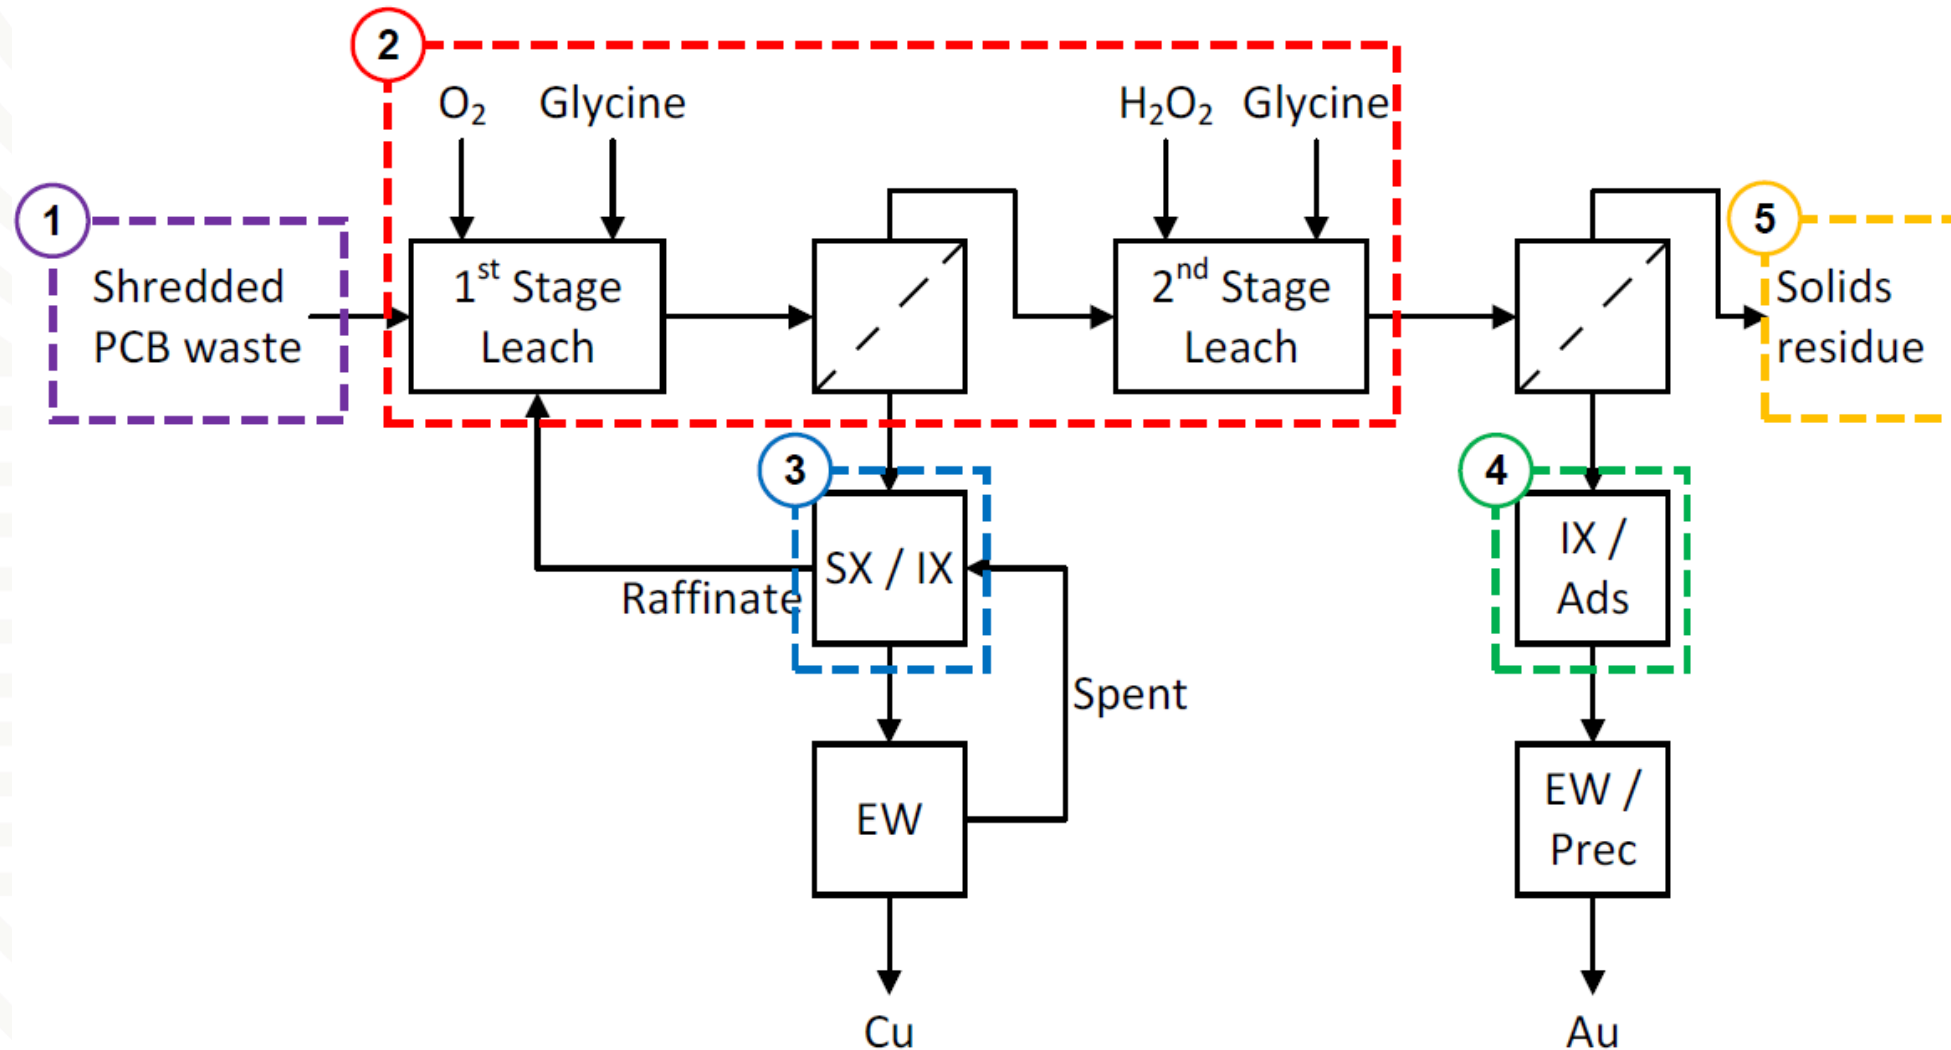 2
O₂ Glycine
H₂O₂ Glycine
1
5
Shredded
PCB waste
1st Stage
Leach
2nd Stage
Leach
Solids
residue
3
4
SX / IX
Raffinate
IX /
Ads
Spent
EW
EW /
Prec
Cu
Au